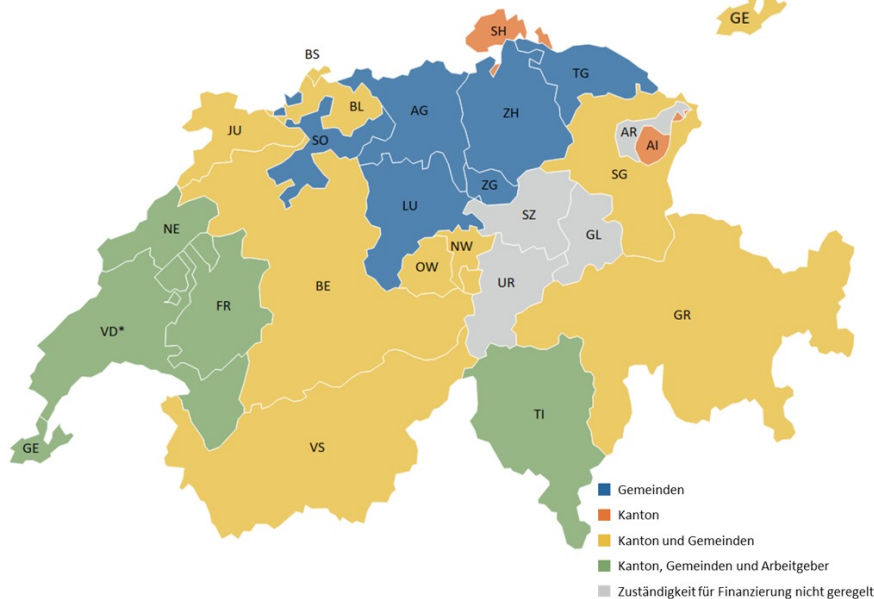 GE
SH
BS
TG
BL
AG
ZH
JU
SO
AR
AI
ZG
SG
LU
SZ
NE
GL
NW
OW
BE
UR
FR
GR
VD*
TI
GE
VS
Gemeinden
Kanton
Kanton und Gemeinden
Kanton, Gemeinden und Arbeitgeber
Zuständigkeit für Finanzierung nicht geregelt